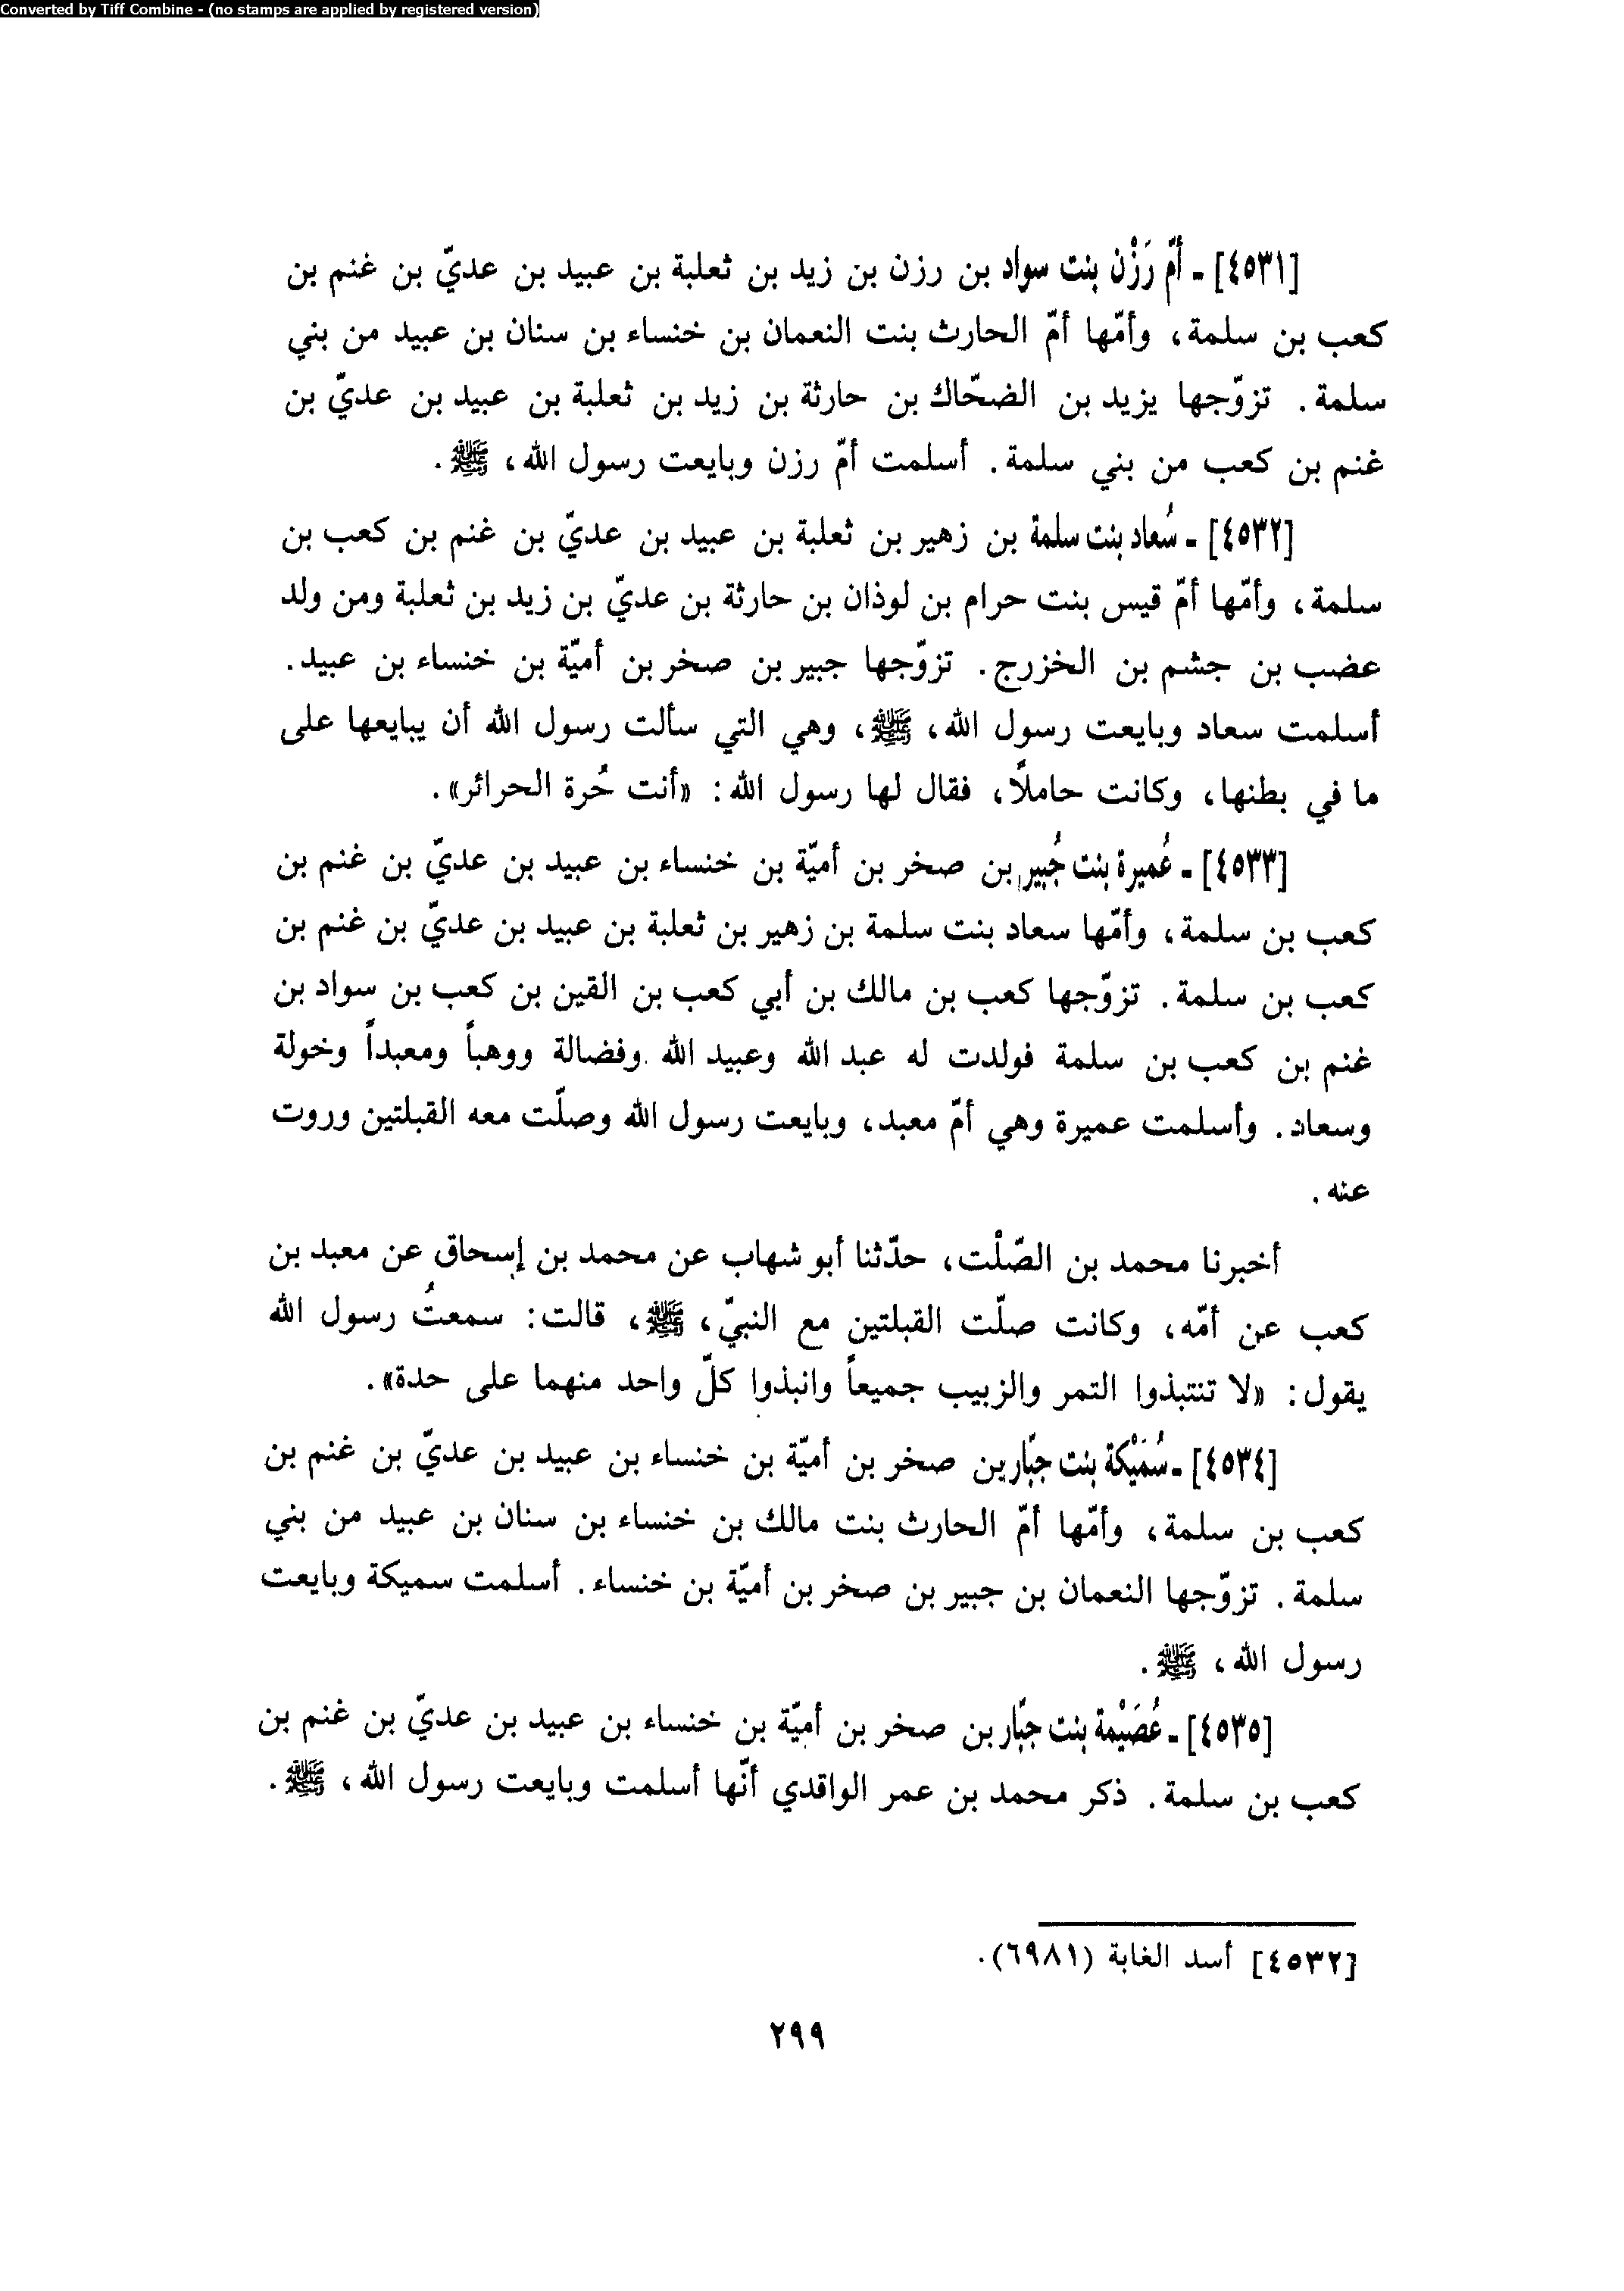 Converted by Tiff Combine - (no stamps are applied by registered version)
[٤٥٣١] - أمّ رَزْن بنت سواد بن رزن بن زيد بن ثعلبة بن عبيد بن عديّ بن غنم بن
كعب بن سلمة، وأمّها أمّ الحارث بنت النعمان بن خنساء بن سنان بن عبيد من بني
سلمة. تزوّجها يزيد بن الضحّاك بن حارثة بن زيد بن ثعلبة بن عبيد بن عديّ بن
غنم بن كعب من بني سلمة. أسلمت أمّ رزن وبايعت رسول الله، ﷺ.
[٤٥٣٢] - سُعاد بنت سلمة بن زهير بن ثعلبة بن عبيد بن عديّ بن غنم بن كعب بن
سلمة، وأمّها أمّ قيس بنت حرام بن لوذان بن حارثة بن عديّ بن زيد بن ثعلبة ومن ولد
عضب بن جشم بن الخزرج. تزوّجها جبير بن صخر بن أميّة بن خنساء بن عبيد.
أسلمت سعاد وبايعت رسول الله، ﷺ، وهي التي سألت رسول الله أن يبايعها على
ما في بطنها، وكانت حاملاً، فقال لها رسول الله: «أنت حُرة الحرائر».
[٤٥٣٣] - عُميرة بنت جُبير بن صخر بن أميّة بن خنساء بن عبيد بن عديّ بن غنم بن
كعب بن سلمة، وأمّها سعاد بنت سلمة بن زهير بن ثعلبة بن عبيد بن عديّ بن غنم بن
كعب بن سلمة. تزوّجها كعب بن مالك بن أبي كعب بن القين بن كعب بن سواد بن
غنم بن كعب بن سلمة فولدت له عبد الله وعبيد الله وفضالة ووهباً ومعبداً وخولة
وسعاد. وأسلمت عميرة وهي أمّ معبد، وبايعت رسول الله وصلّت معه القبلتين وروت
عنه.
أخبرنا محمد بن الصّلْت، حدّثنا أبو شهاب عن محمد بن إسحاق عن معبد بن
كعب عن أمّه، وكانت صلّت القبلتين مع النبيّ، ﷺ، قالت: سمعتُ رسول الله
يقول: «لا تنتبذوا التمر والزبيب جميعاً وانبذوا كلّ واحد منهما على حدة».
[٤٥٣٤] - سُمَيْكة بنت جبّار بن صخر بن أميّة بن خنساء بن عبيد بن عديّ بن غنم بن
كعب بن سلمة، وأمّها أمّ الحارث بنت مالك بن خنساء بن سنان بن عبيد من بني
سلمة. تزوّجها النعمان بن جبير بن صخر بن أميّة بن خنساء. أسلمت سميكة وبايعت
رسول الله، ﷺ.
[٤٥٣٥] - عُصَيْمة بنت جبّار بن صخر بن أميّة بن خنساء بن عبيد بن عديّ بن غنم بن
كعب بن سلمة. ذكر محمد بن عمر الواقدي أنّها أسلمت وبايعت رسول الله، ﷺ.
[٤٥٣٢] أسد الغابة (٦٩٨١).
٢٩٩